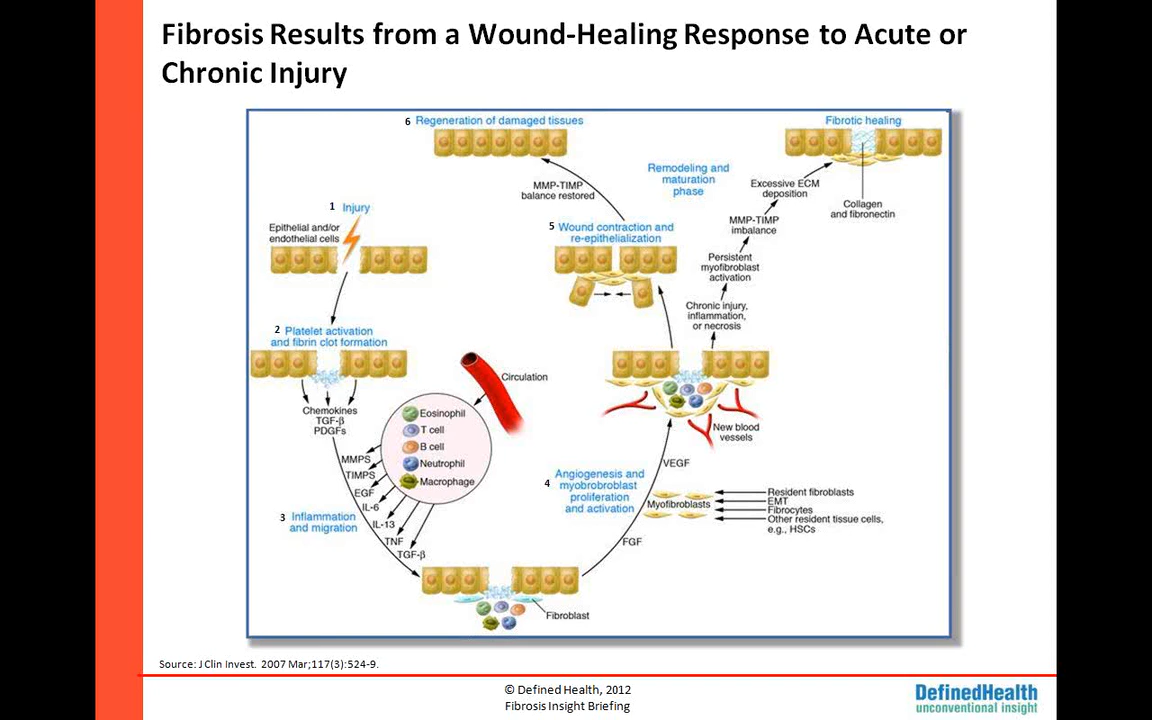 Fibrosis Results from a Wound-Healing Response to Acute or
Chronic Injury
6 Regeneration of damaged tissues
Fibrotic healing
Remodeling and
maturation
phase
MMP-TIMP
balance restored
Excessive ECM
deposition
Collagen
and fibronectin
1 Injury
Epithelial and/or
endothelial cells
5 Wound contraction and
re-epithelialization
MMP-TIMP
imbalance
Persistent
myofibroblast
activation
Chronic injury,
inflammation,
or necrosis
2 Platelet activation
and fibrin clot formation
Circulation
Chemokines
TGF-β
PDGFs
Eosinophil
T cell
B cell
Neutrophil
Macrophage
New blood
vessels
MMPS
TIMPS
EGF
IL-6
IL-13
TNF
TGF-β
3 Inflammation
and migration
4 Angiogenesis and
myobrobroblast
proliferation
and activation
VEGF
Myofibroblasts
Resident fibroblasts
EMT
Fibrocytes
Other resident tissue cells,
e.g., HSCs
FGF
Fibroblast
Source: J Clin Invest. 2007 Mar;117(3):524-9.
© Defined Health, 2012
Fibrosis Insight Briefing
DefinedHealth
unconventional insight